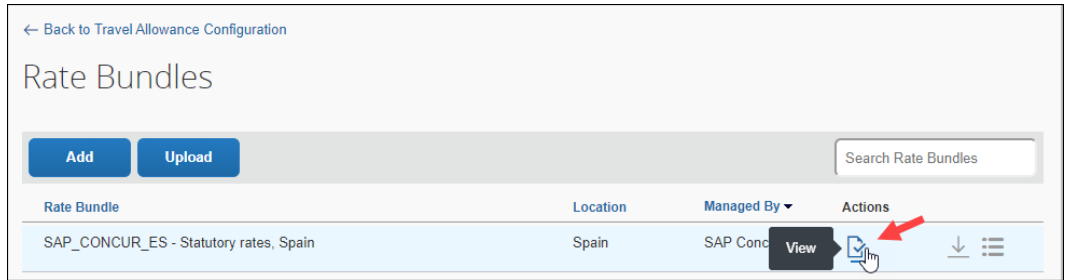 ← Back to Travel Allowance Configuration
Rate Bundles
Add Upload Search Rate Bundles
Rate Bundle Location Managed By Actions
SAP_CONCUR_ES - Statutory rates, Spain Spain SAP Conc View